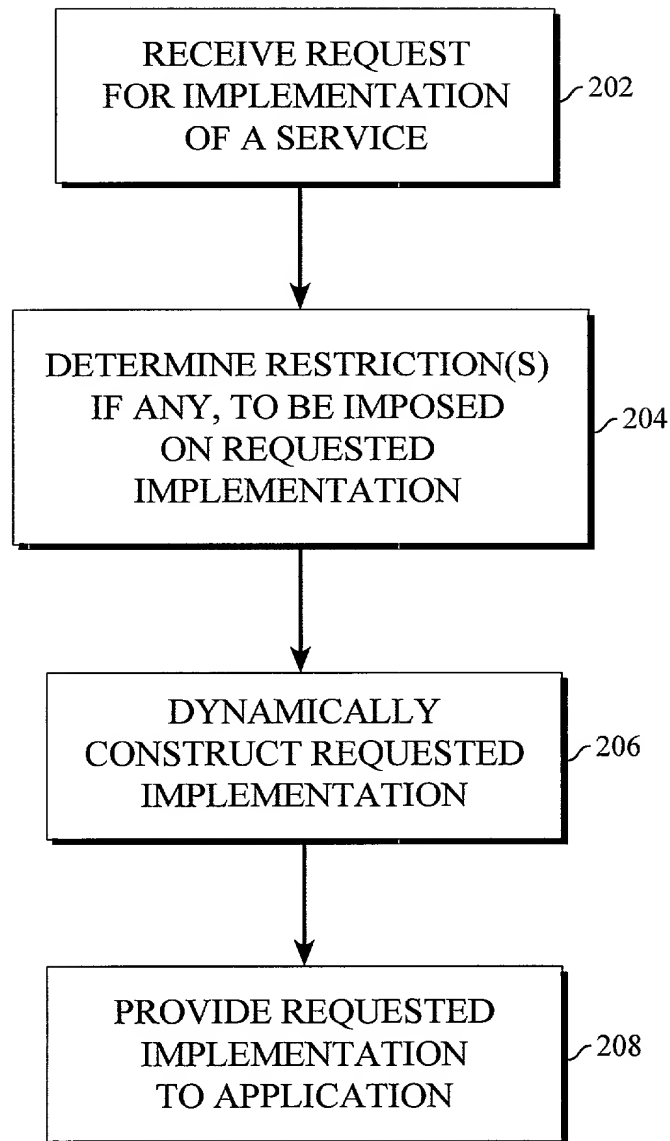 RECEIVE REQUEST
FOR IMPLEMENTATION
OF A SERVICE
202
DETERMINE RESTRICTION(S)
IF ANY, TO BE IMPOSED
ON REQUESTED
IMPLEMENTATION
204
DYNAMICALLY
CONSTRUCT REQUESTED
IMPLEMENTATION
206
PROVIDE REQUESTED
IMPLEMENTATION
TO APPLICATION
208